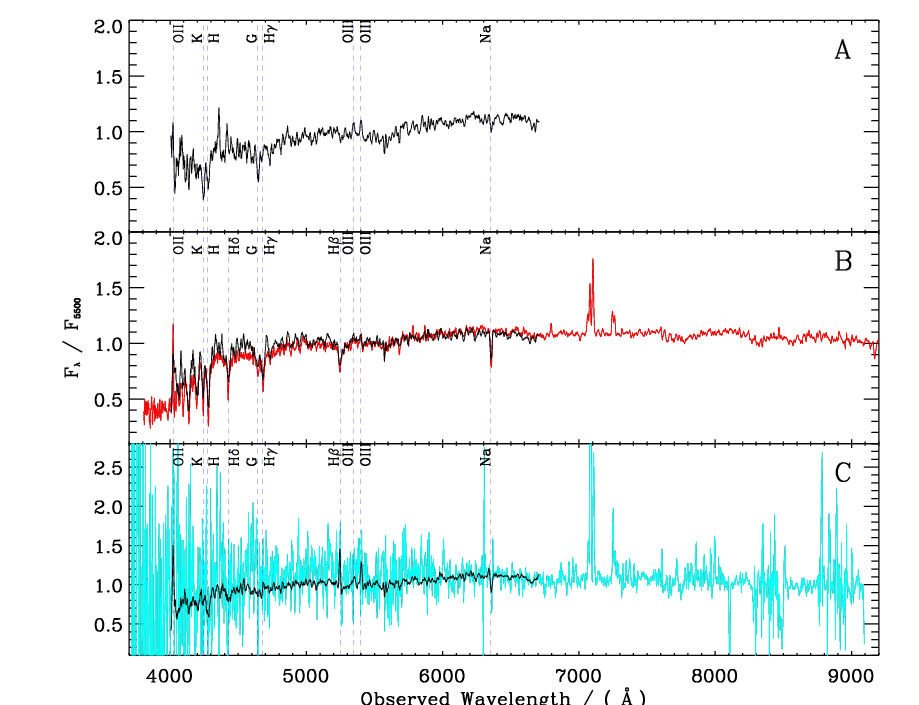 2.0
1.5
1.0
0.5
OII K H G Hγ OIII OIII Na
A
2.0
1.5
1.0
0.5
OII K H Hδ G Hγ Hβ OIII OIII Na
B
F λ / F 5500
2.5
2.0
1.5
1.0
0.5
OII K H Hδ G Hγ Hβ OIII OIII Na
C
4000 5000 6000 7000 8000 9000
Observed Wavelength / ( Å )